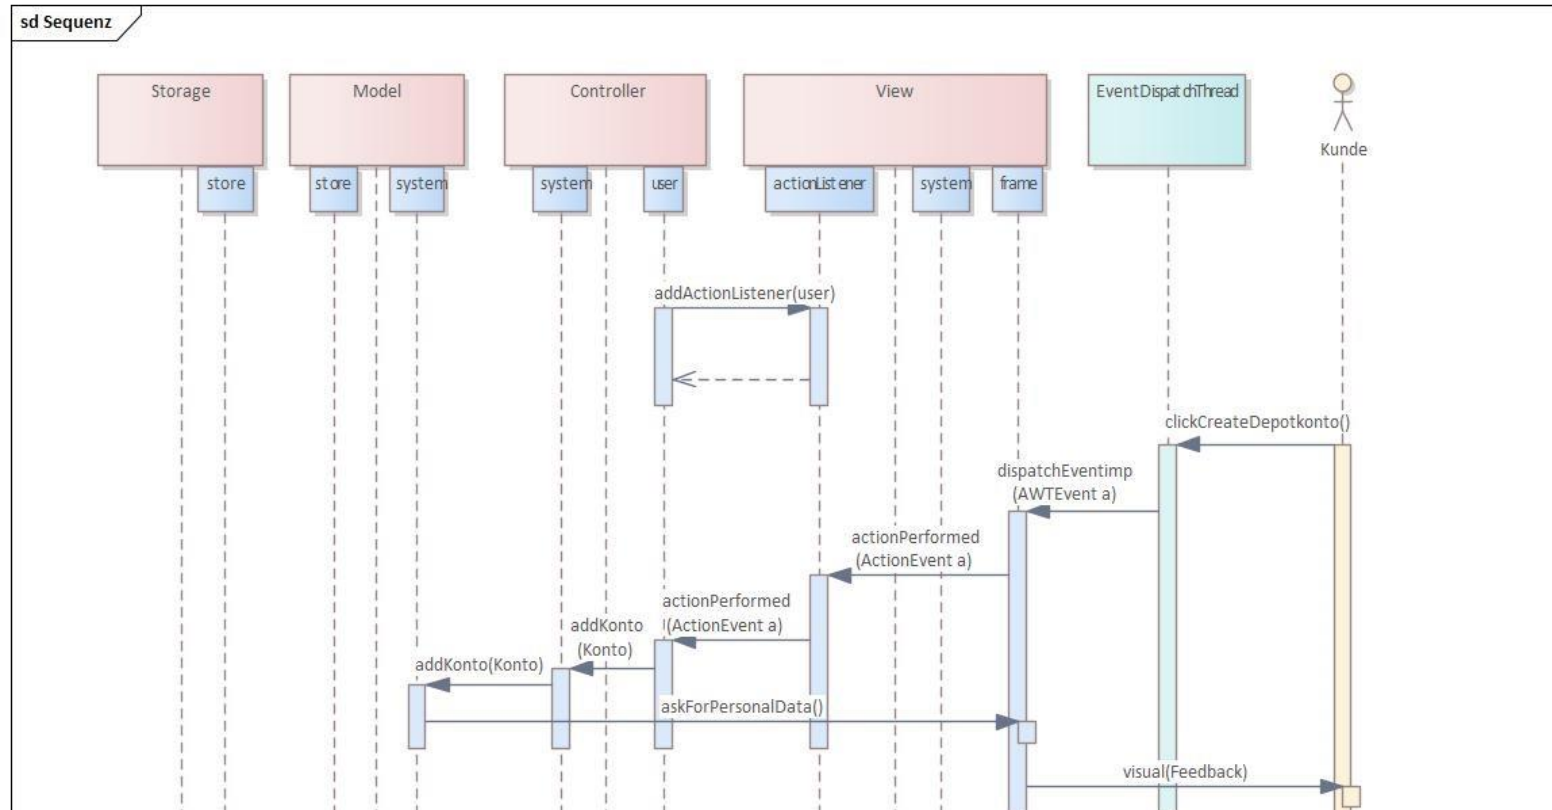 sd Sequenz
Storage
Model
Controller
View
EventDispatchThread
Kunde
store
store
system
system
user
actionListener
system
frame
addActionListener(user)
clickCreateDepotkonto()
dispatchEventimp
(AWTEvent a)
actionPerformed
(ActionEvent a)
actionPerformed
(ActionEvent a)
addKonto
(Konto)
addKonto(Konto)
askForPersonalData()
visual(Feedback)